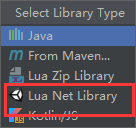 Select Library Type
Java
From Maven...
Lua Zip Library
Lua Net Library
Kotlin/JS